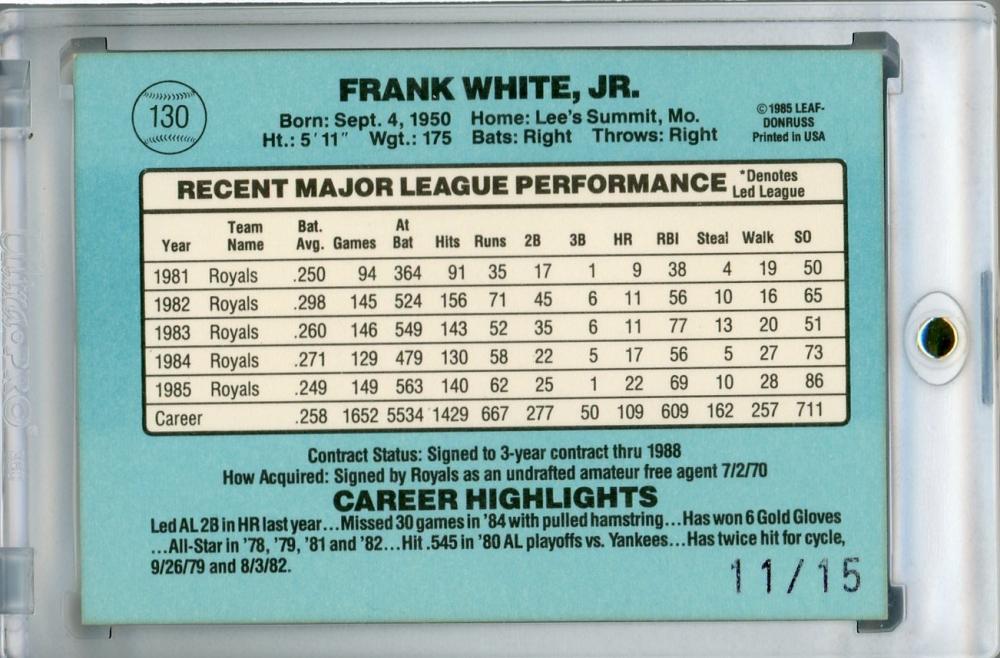 FRANK WHITE, JR.
130
Born: Sept. 4, 1950 Home: Lee's Summit, Mo.
Ht.: 5'11" Wgt.: 175 Bats: Right Throws: Right
©1985 LEAF-
DONRUSS
Printed in USA
RECENT MAJOR LEAGUE PERFORMANCE *Denotes
Led League
Year Team Name Bat. Avg. Games At Bat Hits Runs 2B 3B HR RBI Steal Walk SO
1981 Royals .250 94 364 91 35 17 1 9 38 4 19 50
1982 Royals .298 145 524 156 71 45 6 11 56 10 16 65
1983 Royals .260 146 549 143 52 35 6 11 77 13 20 51
1984 Royals .271 129 479 130 58 22 5 17 56 5 27 73
1985 Royals .249 149 563 140 62 25 1 22 69 10 28 86
Career .258 1652 5534 1429 667 277 50 109 609 162 257 711
Contract Status: Signed to 3-year contract thru 1988
How Acquired: Signed by Royals as an undrafted amateur free agent 7/2/70
CAREER HIGHLIGHTS
Led AL 2B in HR last year...Missed 30 games in '84 with pulled hamstring...Has won 6 Gold Gloves
...All-Star in '78, '79, '81 and '82...Hit .545 in '80 AL playoffs vs. Yankees...Has twice hit for cycle,
9/26/79 and 8/3/82.
11/15